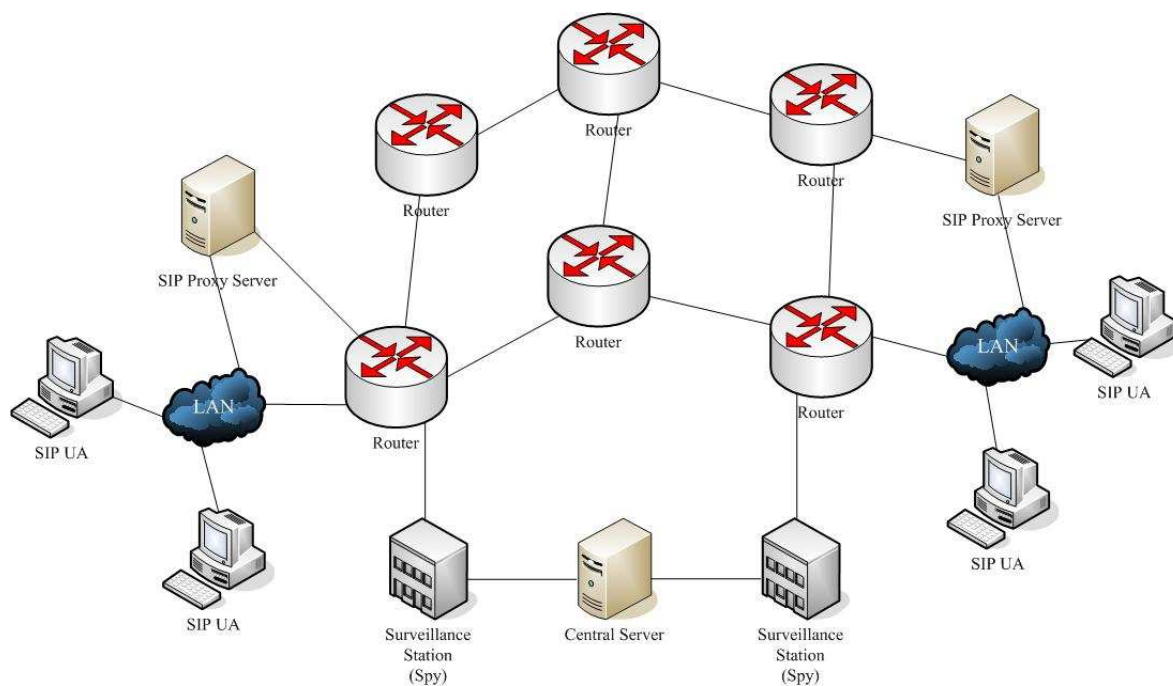 Router
Router
Router
SIP Proxy Server
SIP Proxy Server
Router
LAN
SIP UA
LAN
SIP UA
Router
Router
SIP UA
SIP UA
Surveillance
Station
(Spy)
Central Server
Surveillance
Station
(Spy)